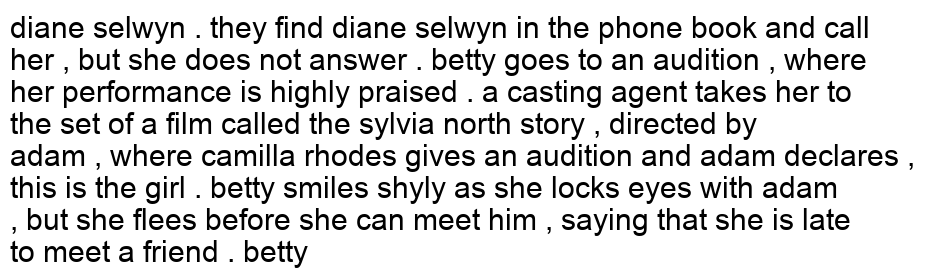 diane selwyn . they find diane selwyn in the phone book and call
her , but she does not answer . betty goes to an audition , where
her performance is highly praised . a casting agent takes her to
the set of a film called the sylvia north story , directed by
adam , where camilla rhodes gives an audition and adam declares ,
this is the girl . betty smiles shyly as she locks eyes with adam
, but she flees before she can meet him , saying that she is late
to meet a friend . betty